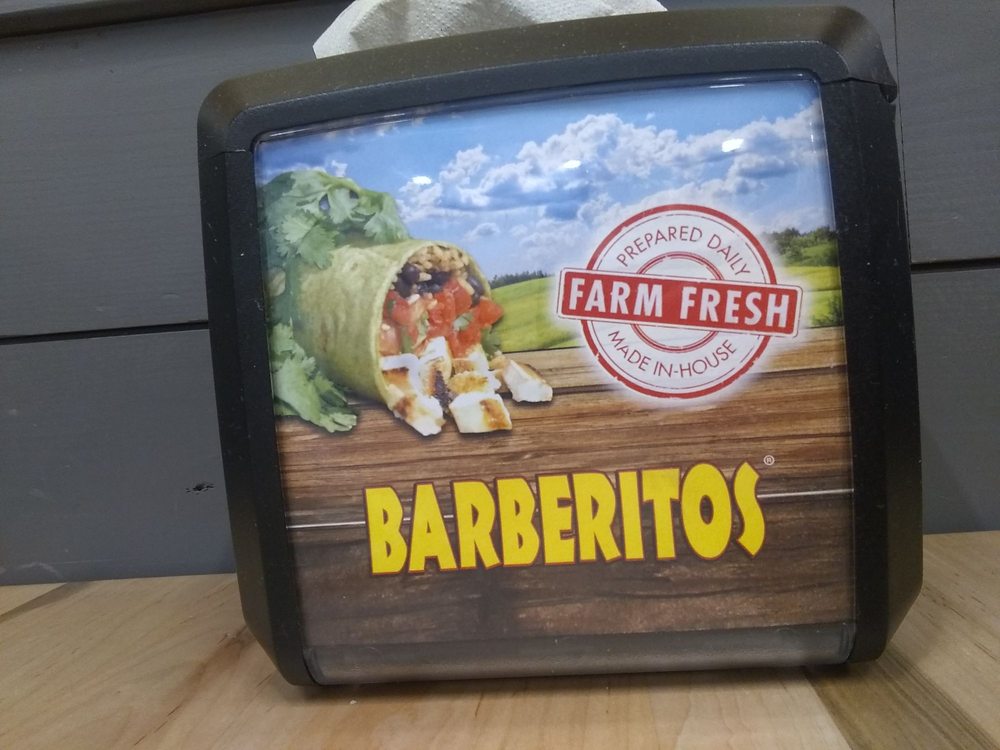 PREPARED DAILY
FARM FRESH
MADE IN-HOUSE
BARBERITOS®